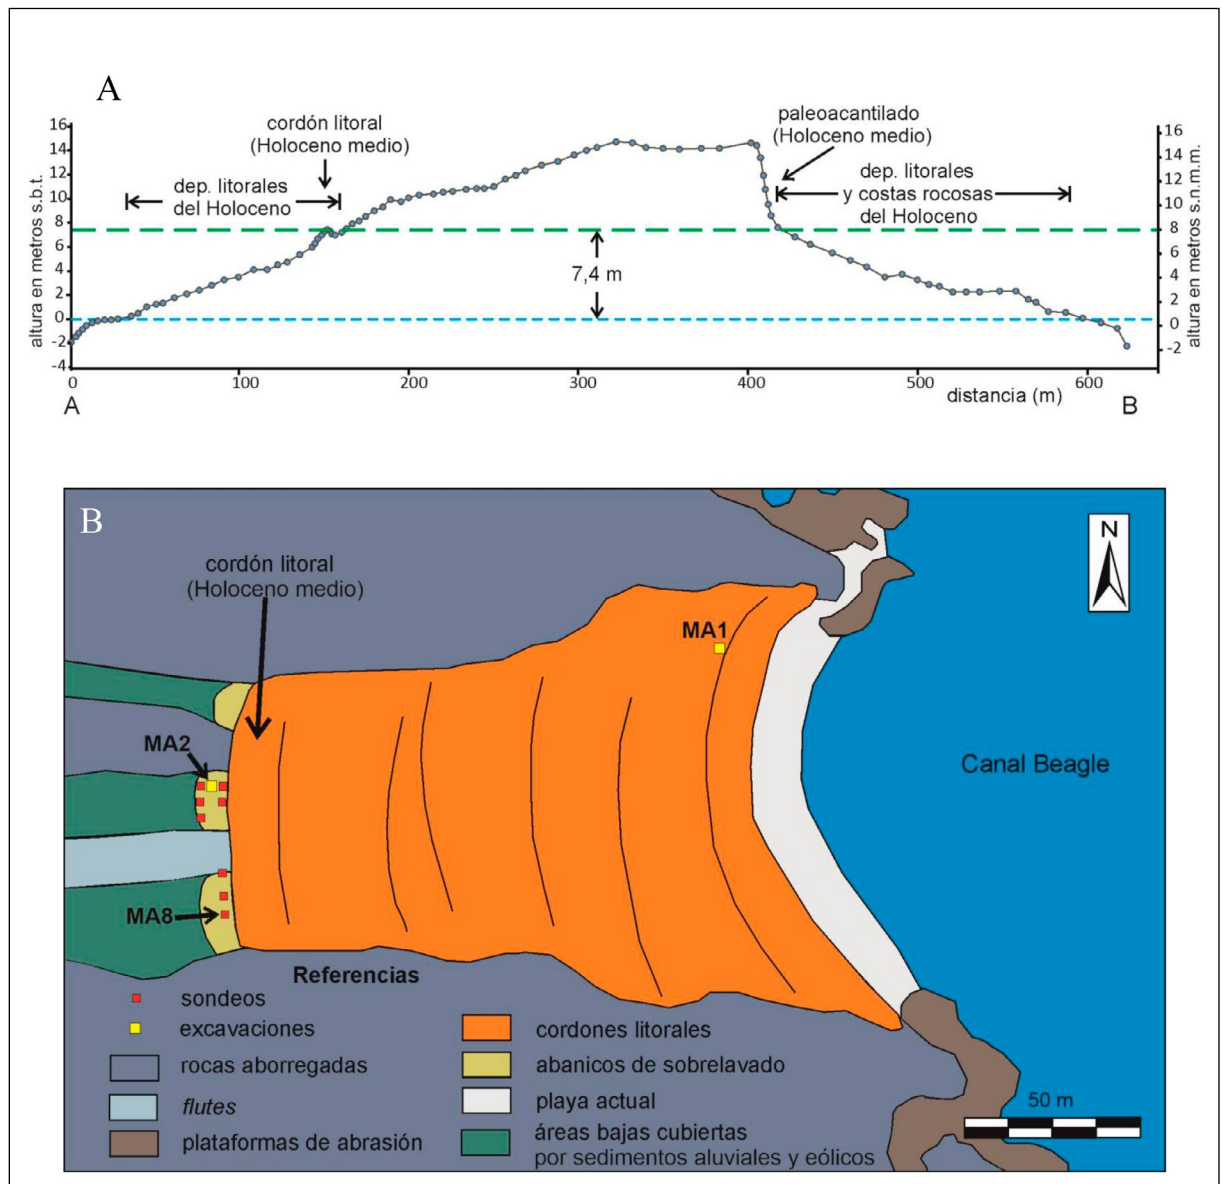 A
cordón litoral
(Holoceno medio)
paleoacantilado
(Holoceno medio)
dep. litorales
del Holoceno
dep. litorales
y costas rocosas
del Holoceno
altura en metros s.b.t.
16
14
12
10
8
6
4
2
0
-2
-4
7,4 m
16
14
12
10
8
6
4
2
0
-2
altura en metros s.n.m.m.
0
100
200
300
400
500
600
distancia (m)
A
B
B
cordón litoral
(Holoceno medio)
N
MA1
MA2
Canal Beagle
MA8
Referencias
sondeos
excavaciones
rocas aborregadas
flutes
plataformas de abrasión
cordones litorales
abanicos de sobrelavado
playa actual
áreas bajas cubiertas
por sedimentos aluviales y eólicos
50 m